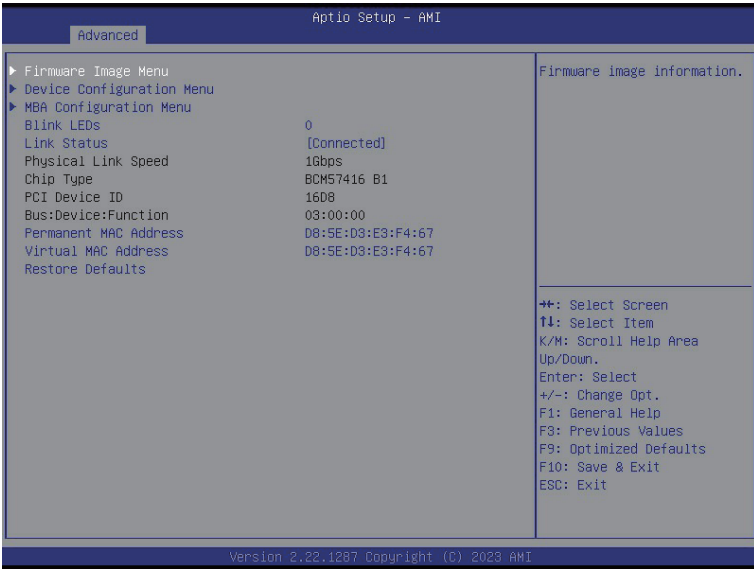 Aptio Setup – AMI
Advanced
Firmware Image Menu
Device Configuration Menu
MBA Configuration Menu
Blink LEDs 0
Link Status [Connected]
Physical Link Speed 1Gbps
Chip Type BCM57416 B1
PCI Device ID 16D8
Bus:Device:Function 03:00:00
Permanent MAC Address D8:5E:D3:E3:F4:67
Virtual MAC Address D8:5E:D3:E3:F4:67
Restore Defaults
Firmware image information.
→←: Select Screen
↑↓: Select Item
K/M: Scroll Help Area
Up/Down.
Enter: Select
+/-: Change Opt.
F1: General Help
F3: Previous Values
F9: Optimized Defaults
F10: Save & Exit
ESC: Exit
Version 2.22.1287 Copyright (C) 2023 AMI